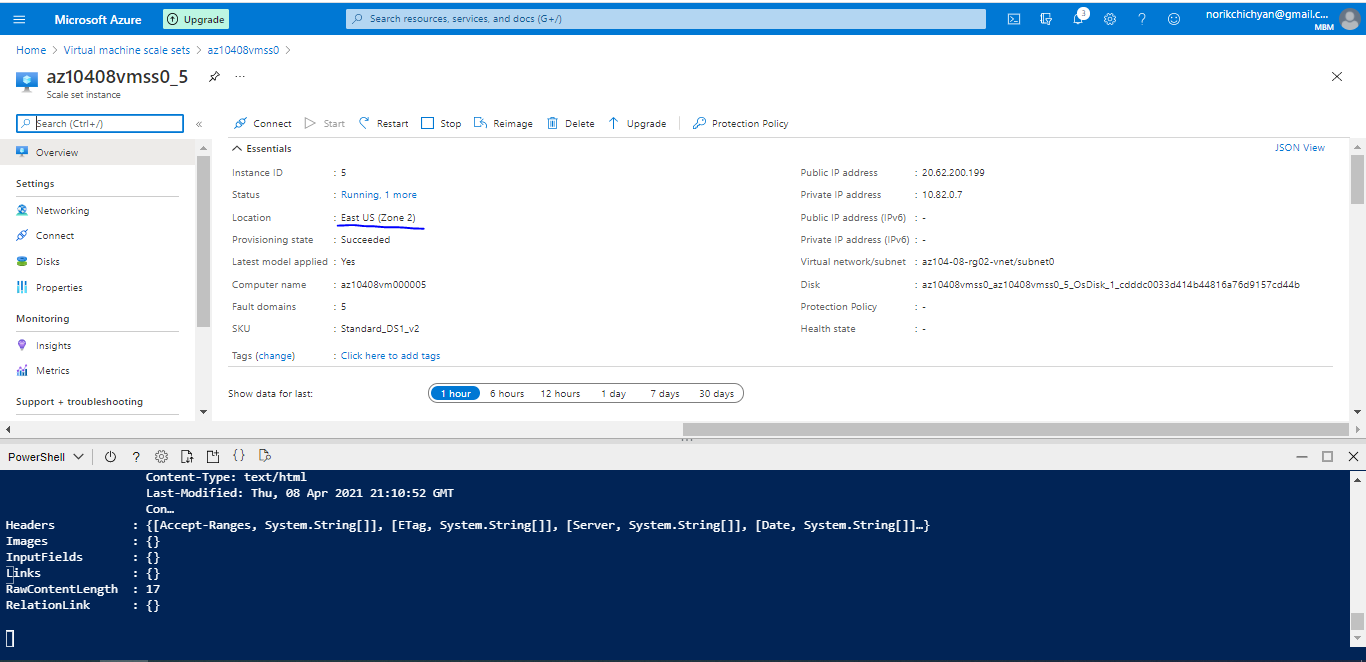 Microsoft Azure
Upgrade
Search resources, services, and docs (G+/)
3
norikchichyan@gmail.c...
MBM
Home > Virtual machine scale sets > az10408vmss0 >
az10408vmss0_5
Scale set instance
Search (Ctrl+/)
«
Connect
Start
Restart
Stop
Reimage
Delete
Upgrade
Protection Policy
Overview
Settings
Networking
Connect
Disks
Properties
Monitoring
Insights
Metrics
Support + troubleshooting
Essentials
JSON View
Instance ID : 5
Status : Running, 1 more
Location : East US (Zone 2)
Provisioning state : Succeeded
Latest model applied : Yes
Computer name : az10408vm000005
Fault domains : 5
SKU : Standard_DS1_v2
Tags (change) : Click here to add tags
Public IP address : 20.62.200.199
Private IP address : 10.82.0.7
Public IP address (IPv6) : -
Private IP address (IPv6) : -
Virtual network/subnet : az104-08-rg02-vnet/subnet0
Disk : az10408vmss0_az10408vmss0_5_OsDisk_1_cdddc0033d414b44816a76d9157cd44b
Protection Policy : -
Health state : -
Show data for last: 1 hour 6 hours 12 hours 1 day 7 days 30 days
PowerShell ? {}
Content-Type: text/html
Last-Modified: Thu, 08 Apr 2021 21:10:52 GMT
Con…
Headers : {[Accept-Ranges, System.String[]], [ETag, System.String[]], [Server, System.String[]], [Date, System.String[]]…}
Images : {}
InputFields : {}
Links : {}
RawContentLength : 17
RelationLink : {}